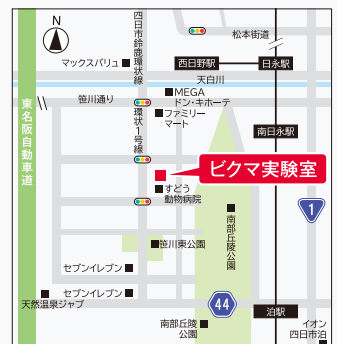 N
四日市鈴鹿環状線
松本街道
マックスバリュ
西日野駅
日永駅
天白川
MEGA
ドン・キホーテ
笹川通り
ファミリー
マート
環状1号線
東名阪自動車道
南日永駅
ビクマ実験室
すどう
動物病院
1
南部丘陵公園
笹川東公園
セブンイレブン
セブンイレブン
天然温泉ジャブ
44
泊駅
南部丘陵
公園
イオン
四日市泊